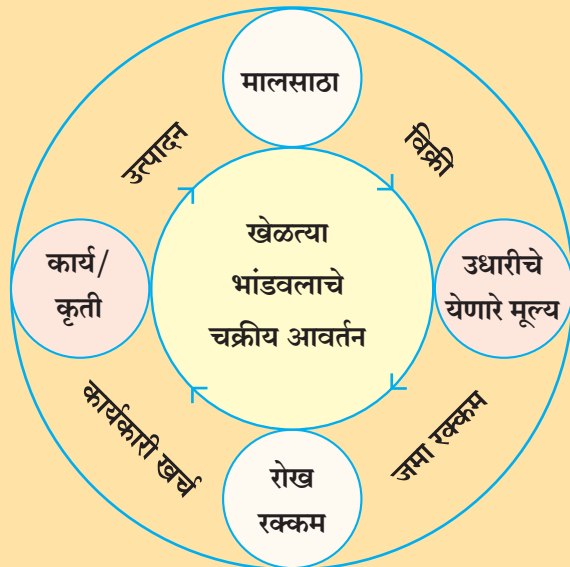 मालसाठा
उत्पादन
विक्री
खेळत्या
भांडवलाचे
चक्रीय आवर्तन
कार्य/
कृती
उधारीचे
येणारे मूल्य
कार्यकारी खर्च
जमा रक्कम
रोख
रक्कम